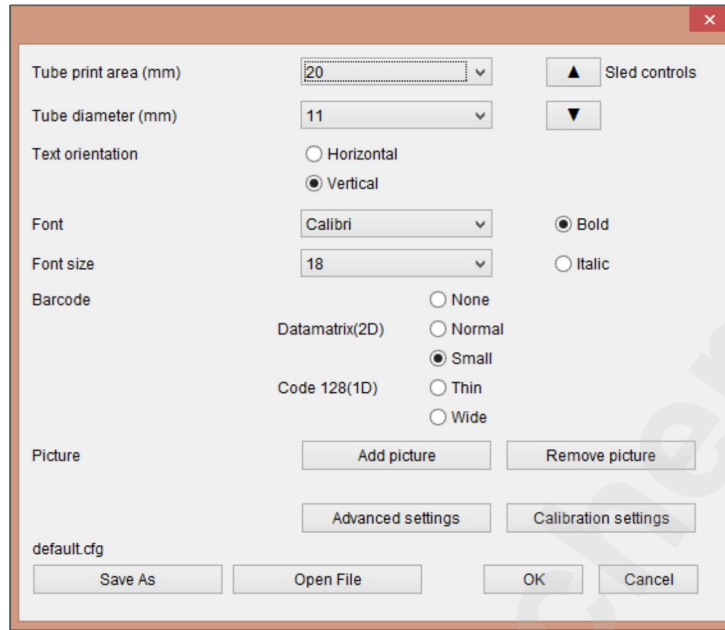 Tube print area (mm) 20 ▲ Sled controls
Tube diameter (mm) 11 ▼
Text orientation Horizontal
Vertical
Font Calibri Bold
Font size 18 Italic
Barcode None
Datamatrix(2D) Normal
Small
Code 128(1D) Thin
Wide
Picture Add picture Remove picture
Advanced settings Calibration settings
default.cfg
Save As Open File OK Cancel